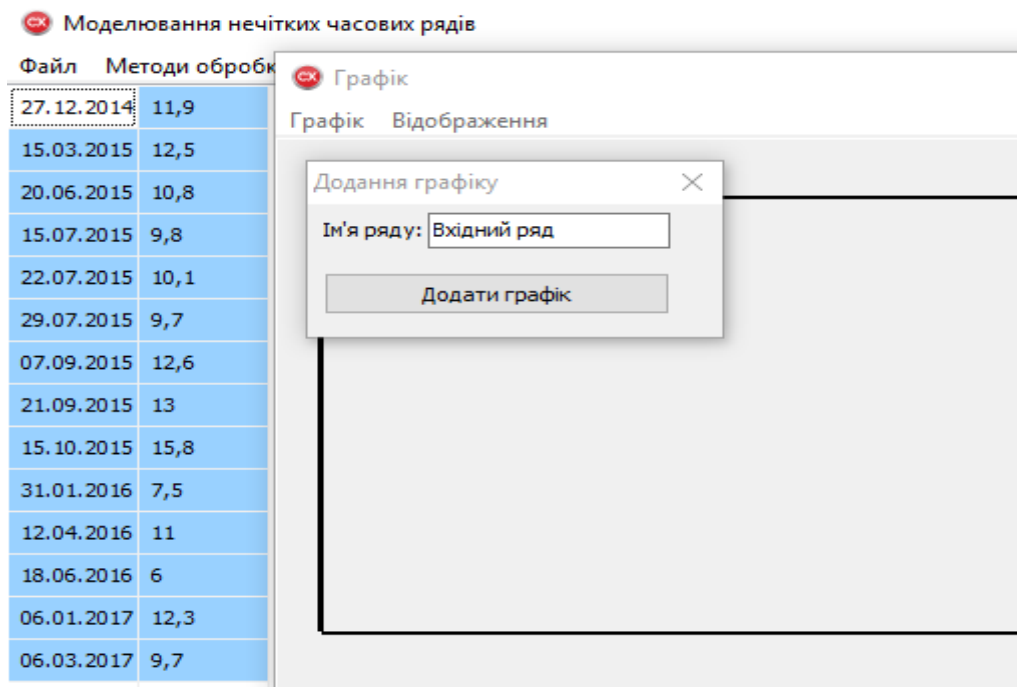 Моделювання нечітких часових рядів
Файл Методи обробк
27.12.2014 11,9
15.03.2015 12,5
20.06.2015 10,8
15.07.2015 9,8
22.07.2015 10,1
29.07.2015 9,7
07.09.2015 12,6
21.09.2015 13
15.10.2015 15,8
31.01.2016 7,5
12.04.2016 11
18.06.2016 6
06.01.2017 12,3
06.03.2017 9,7
Графік
Графік Відображення
Додання графіку
Ім'я ряду: Вхідний ряд
Додати графік